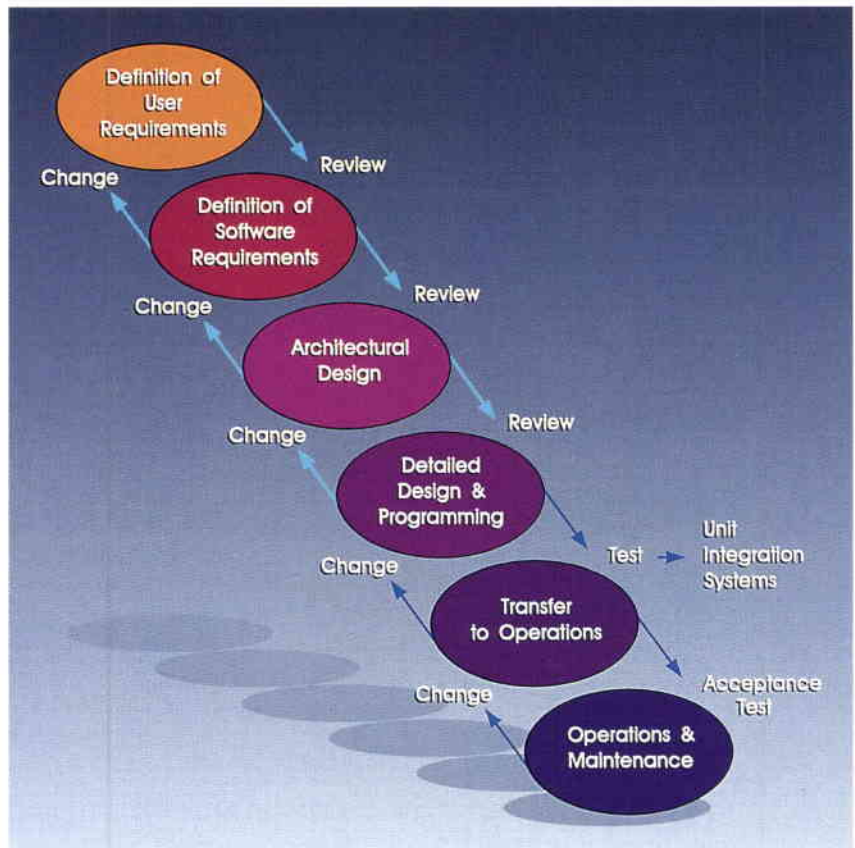 Definition of
User
Requirements
Review
Change
Definition of
Software
Requirements
Review
Change
Architectural
Design
Review
Change
Detailed
Design &
Programming
Test
Unit
Integration
Systems
Change
Transfer
to Operations
Acceptance
Test
Change
Operations &
Maintenance